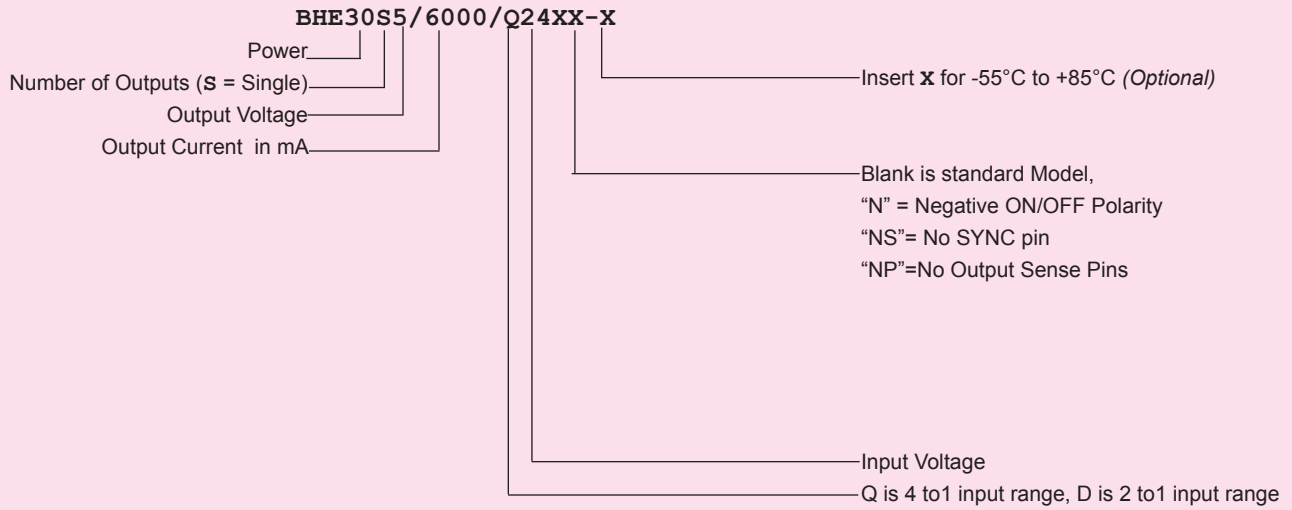 BHE30S5/6000/Q24XX-X
Power
Number of Outputs (S = Single)
Output Voltage
Output Current in mA
Insert X for -55°C to +85°C (Optional)
Blank is standard Model,
“N” = Negative ON/OFF Polarity
“NS”= No SYNC pin
“NP”=No Output Sense Pins
Input Voltage
Q is 4 to1 input range, D is 2 to1 input range